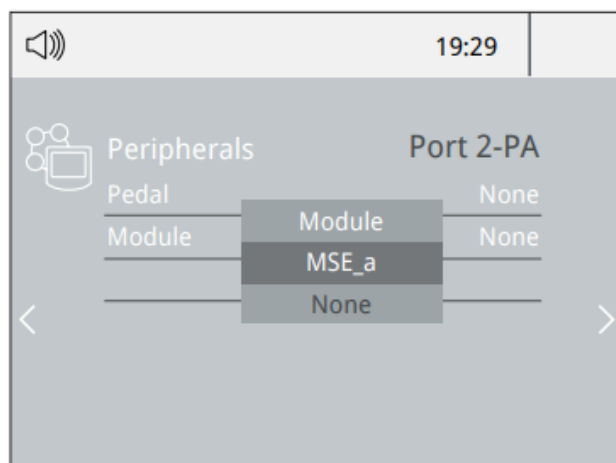 19:29
Peripherals Port 2-PA
Pedal None
Module None
Module
MSE_a
None